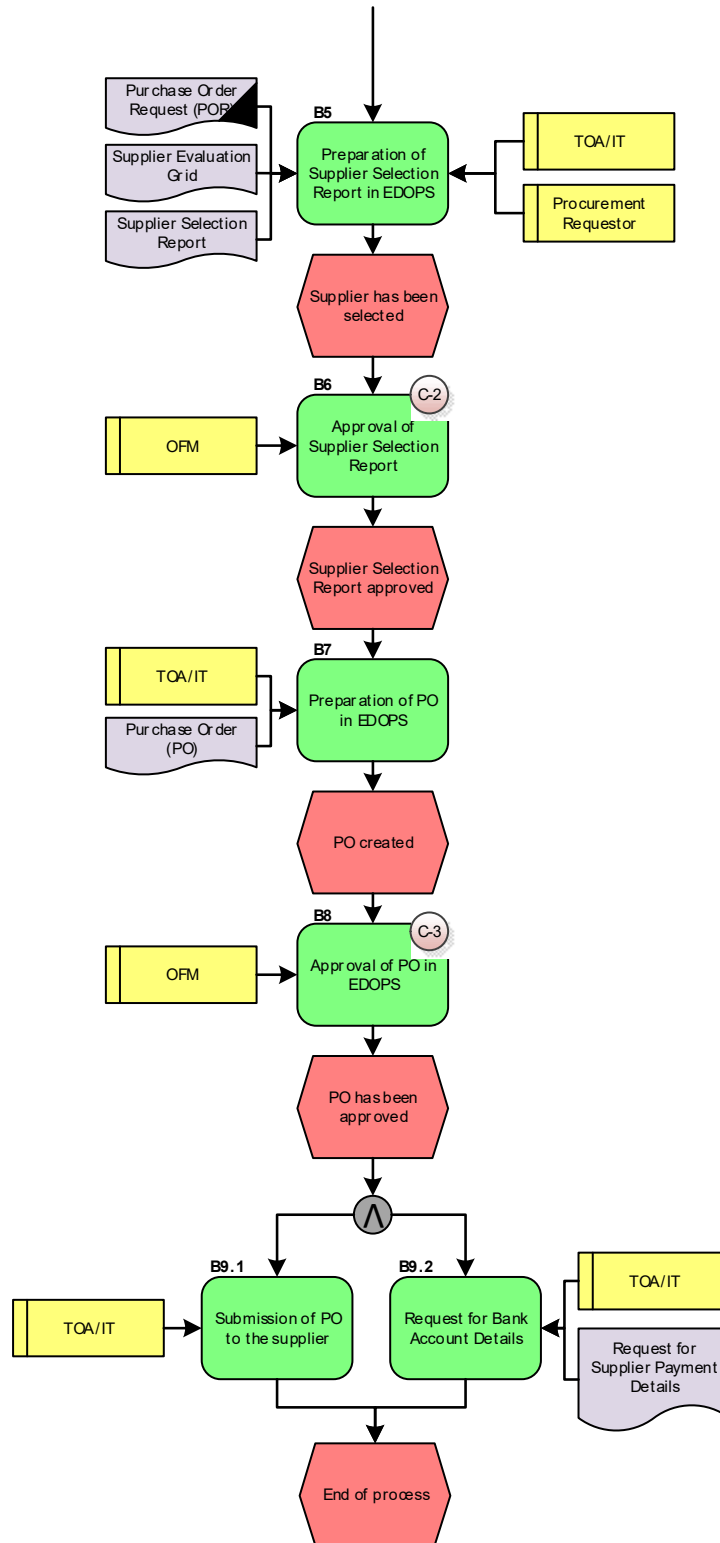 Purchase Order
Request (POR)
Supplier Evaluation
Grid
Supplier Selection
Report
B5
Preparation of
Supplier Selection
Report in EDOPS
TOA/IT
Procurement
Requestor
Supplier has been
selected
B6
C-2
Approval of
Supplier Selection
Report
OFM
Supplier Selection
Report approved
B7
Preparation of PO
in EDOPS
TOA/IT
Purchase Order
(PO)
PO created
B8
C-3
Approval of PO in
EDOPS
OFM
PO has been
approved
Λ
B9.1
Submission of PO
to the supplier
TOA/IT
B9.2
Request for Bank
Account Details
TOA/IT
Request for
Supplier Payment
Details
End of process